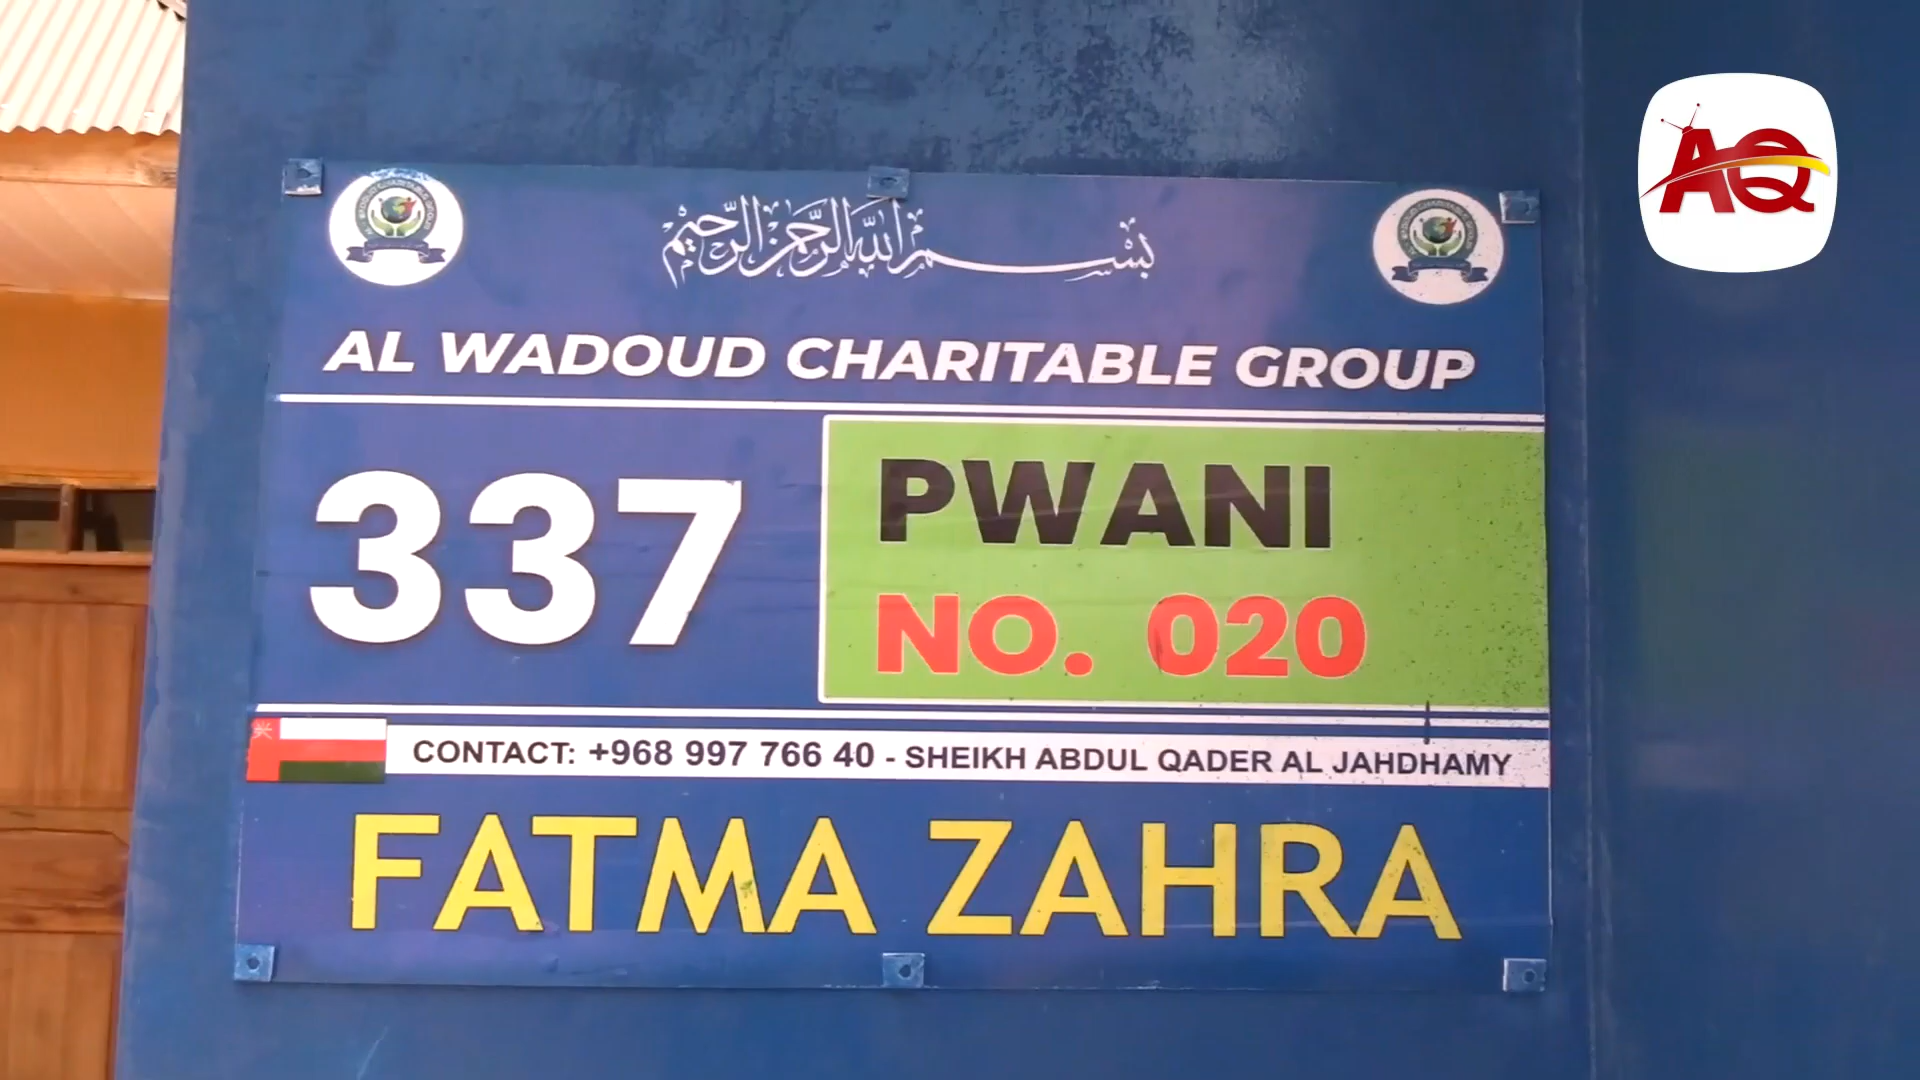 AQ
بسم الله الرحمن الرحيم
AL WADOUD CHARITABLE GROUP
337
PWANI
NO. 020
CONTACT: +968 997 766 40 - SHEIKH ABDUL QADER AL JAHDHAMY
FATMA ZAHRA